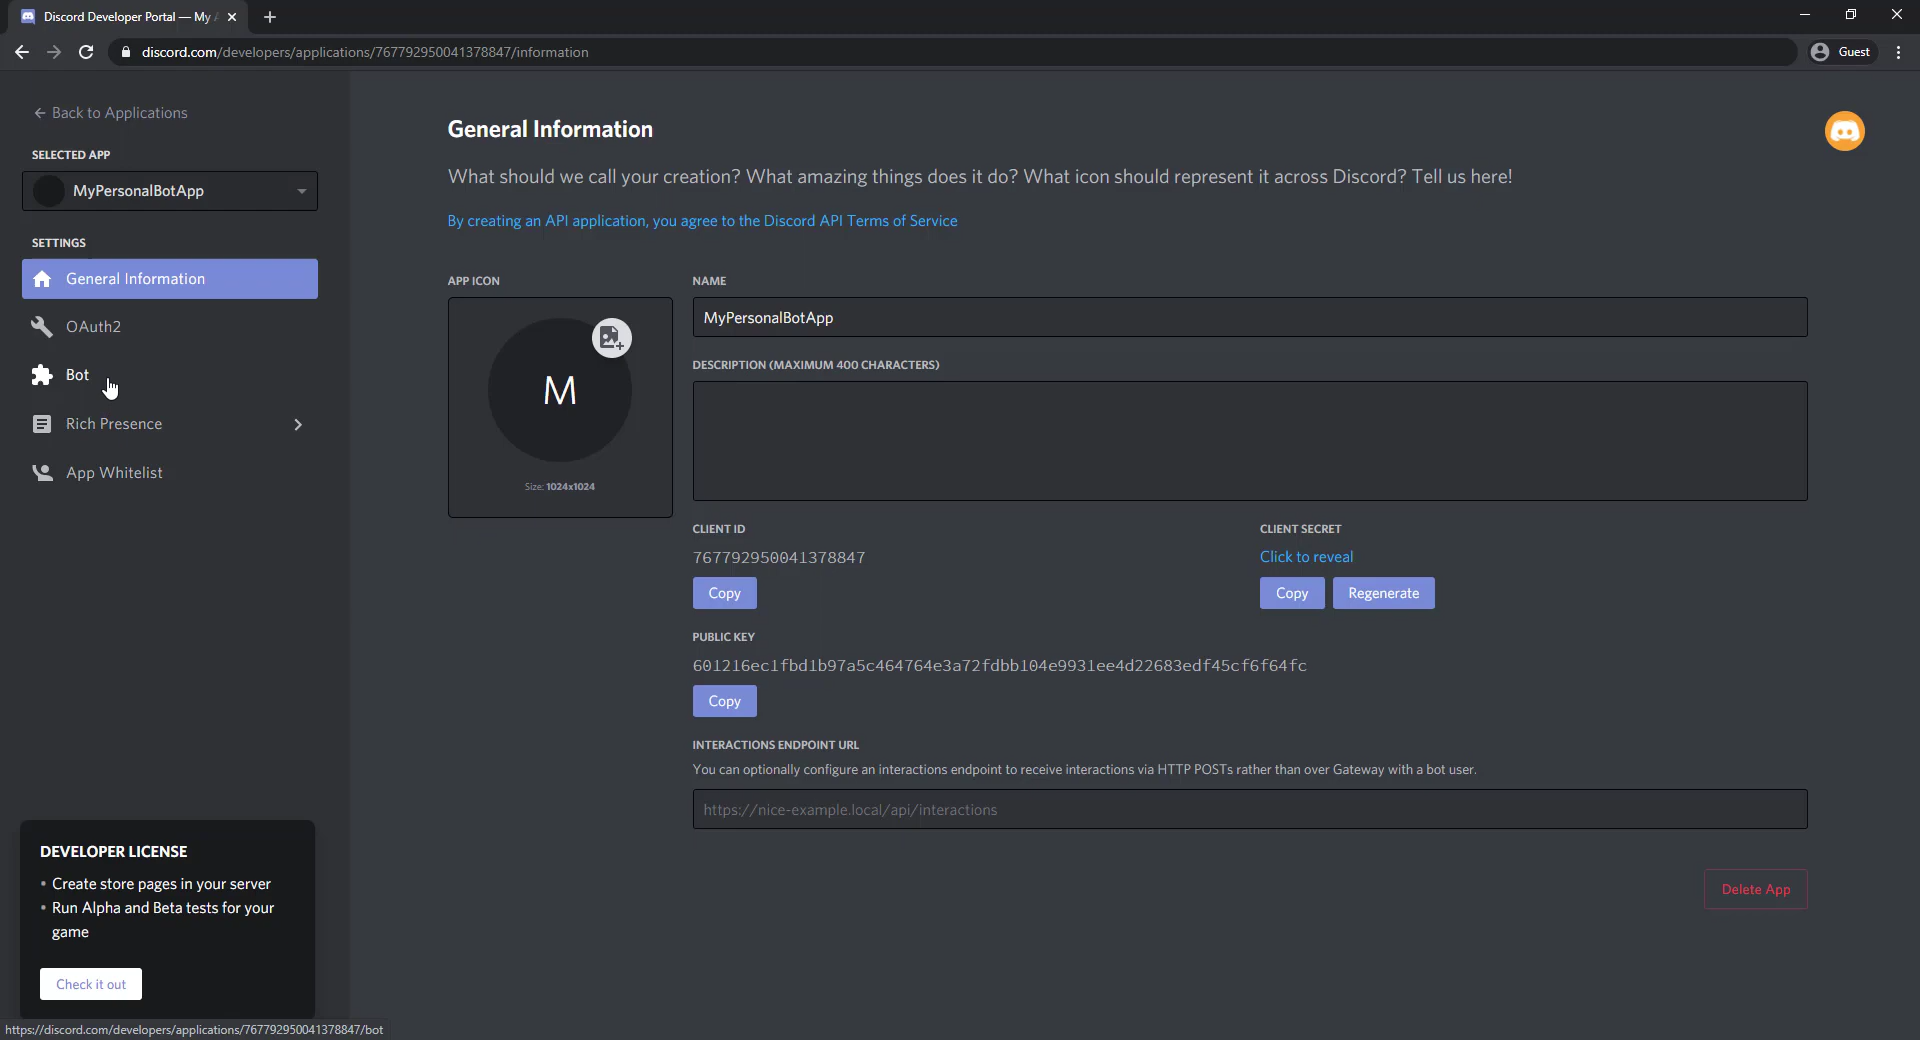 Discord Developer Portal — My A
discord.com/developers/applications/767792950041378847/information
Guest
Back to Applications
SELECTED APP
MyPersonalBotApp
SETTINGS
General Information
OAuth2
Bot
Rich Presence
App Whitelist
DEVELOPER LICENSE
• Create store pages in your server
• Run Alpha and Beta tests for your
game
Check it out
https://discord.com/developers/applications/767792950041378847/bot
General Information
What should we call your creation? What amazing things does it do? What icon should represent it across Discord? Tell us here!
By creating an API application, you agree to the Discord API Terms of Service
APP ICON
M
Size: 1024x1024
NAME
MyPersonalBotApp
DESCRIPTION (MAXIMUM 400 CHARACTERS)
CLIENT ID
767792950041378847
Copy
CLIENT SECRET
Click to reveal
Copy Regenerate
PUBLIC KEY
601216ec1fbd1b97a5c464764e3a72fdbb104e9931ee4d22683edf45cf6f64fc
Copy
INTERACTIONS ENDPOINT URL
You can optionally configure an interactions endpoint to receive interactions via HTTP POSTs rather than over Gateway with a bot user.
https://nice-example.local/api/interactions
Delete App